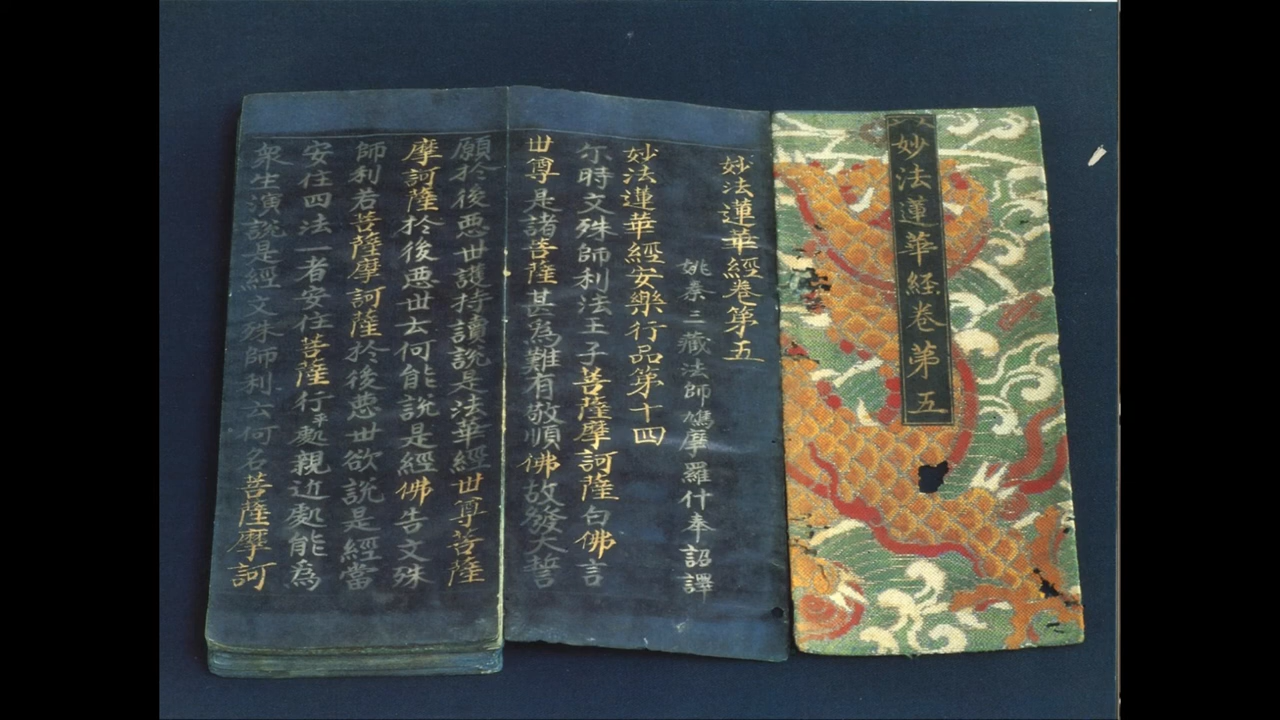 妙法蓮華経卷苐五
妙法蓮華經卷第五
姚秦三藏法師鳩摩羅什奉詔譯
妙法蓮華經安樂行品第十四
尒時文殊師利法王子菩薩摩訶薩白佛言
世尊是諸菩薩甚為難有敬順佛故發大誓
願於後惡世護持讀說是法華經世尊菩薩
摩訶薩於後惡世云何能說是經佛告文殊
師利若菩薩摩訶薩於後惡世欲說是經當
安住四法一者安住菩薩行處親近處能為
衆生演說是經文殊師利云何名菩薩摩訶